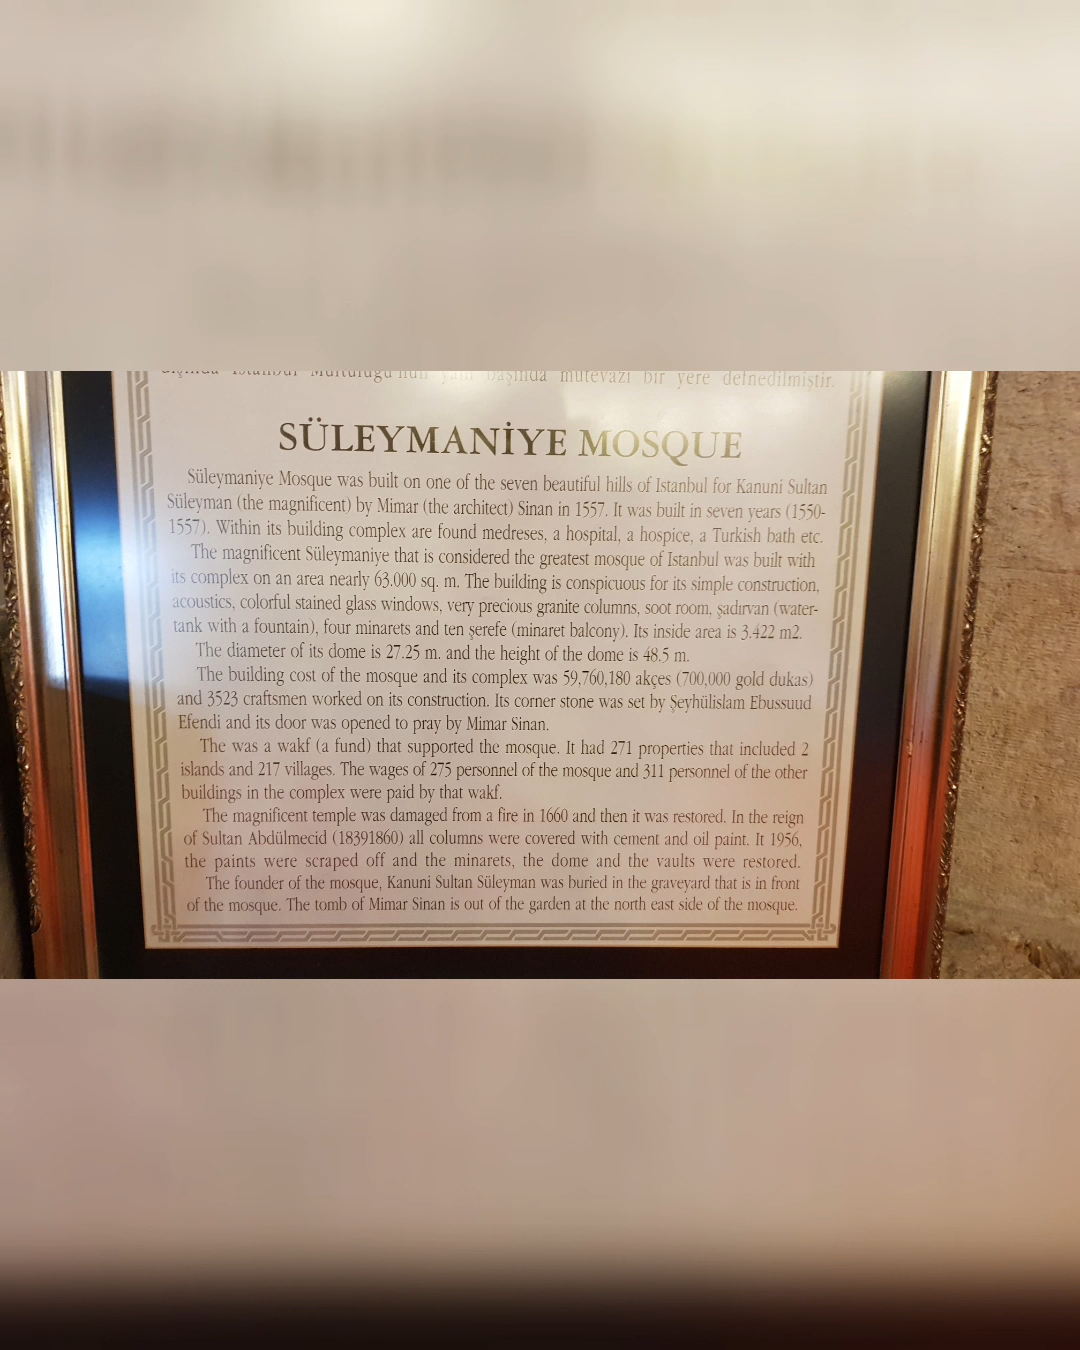 dışında İstanbul Müftülüğü'nün yanı başında mütevazi bir yere defnedilmiştir.
SÜLEYMANİYE MOSQUE
Süleymaniye Mosque was built on one of the seven beautiful hills of Istanbul for Kanuni Sultan
Süleyman (the magnificent) by Mimar (the architect) Sinan in 1557. It was built in seven years (1550-
1557). Within its building complex are found medreses, a hospital, a hospice, a Turkish bath etc.
The magnificent Süleymaniye that is considered the greatest mosque of Istanbul was built with
its complex on an area nearly 63.000 sq. m. The building is conspicuous for its simple construction,
acoustics, colorful stained glass windows, very precious granite columns, soot room, şadırvan (water-
tank with a fountain), four minarets and ten şerefe (minaret balcony). Its inside area is 3.422 m2.
The diameter of its dome is 27.25 m. and the height of the dome is 48.5 m.
The building cost of the mosque and its complex was 59,760,180 akçes (700,000 gold dukas)
and 3523 craftsmen worked on its construction. Its corner stone was set by Şeyhülislam Ebussuud
Efendi and its door was opened to pray by Mimar Sinan.
The was a wakf (a fund) that supported the mosque. It had 271 properties that included 2
islands and 217 villages. The wages of 275 personnel of the mosque and 311 personnel of the other
buildings in the complex were paid by that wakf.
The magnificent temple was damaged from a fire in 1660 and then it was restored. In the reign
of Sultan Abdülmecid (18391860) all columns were covered with cement and oil paint. It 1956,
the paints were scraped off and the minarets, the dome and the vaults were restored.
The founder of the mosque, Kanuni Sultan Süleyman was buried in the graveyard that is in front
of the mosque. The tomb of Mimar Sinan is out of the garden at the north east side of the mosque.